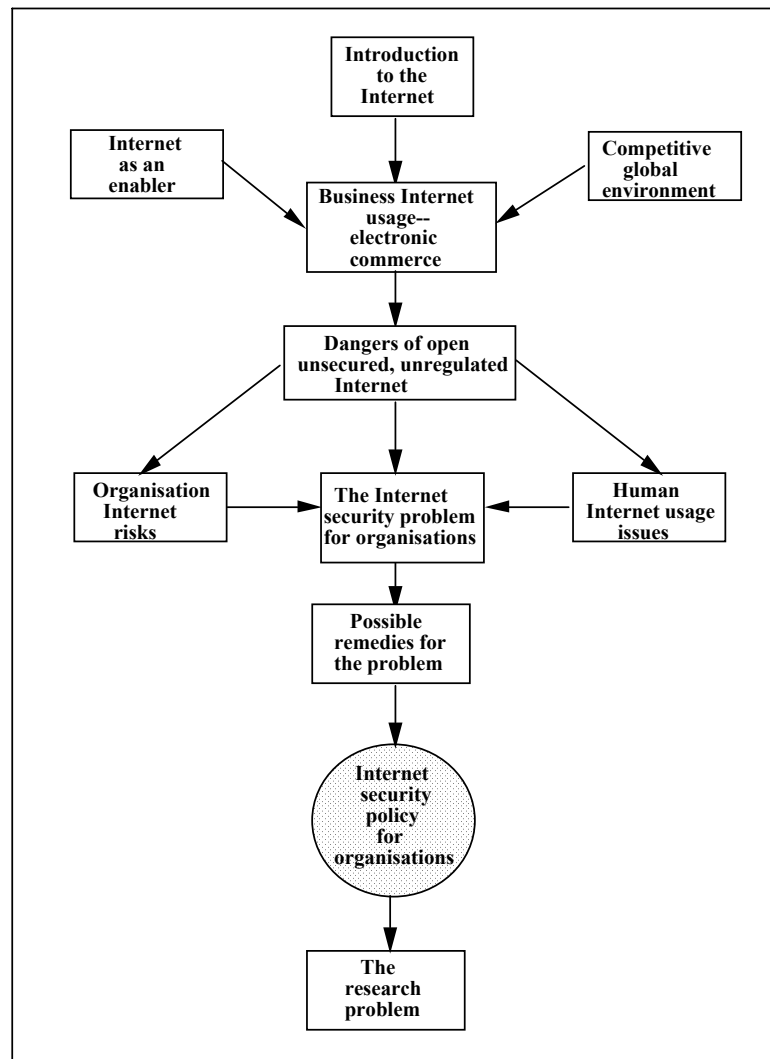 Introduction
to the
Internet
Internet
as an
enabler
Competitive
global
environment
Business Internet
usage--
electronic
commerce
Dangers of open
unsecured, unregulated
Internet
Organisation
Internet
risks
The Internet
security problem
for organisations
Human
Internet usage
issues
Possible
remedies for
the problem
Internet
security
policy
for
organisations
The
research
problem